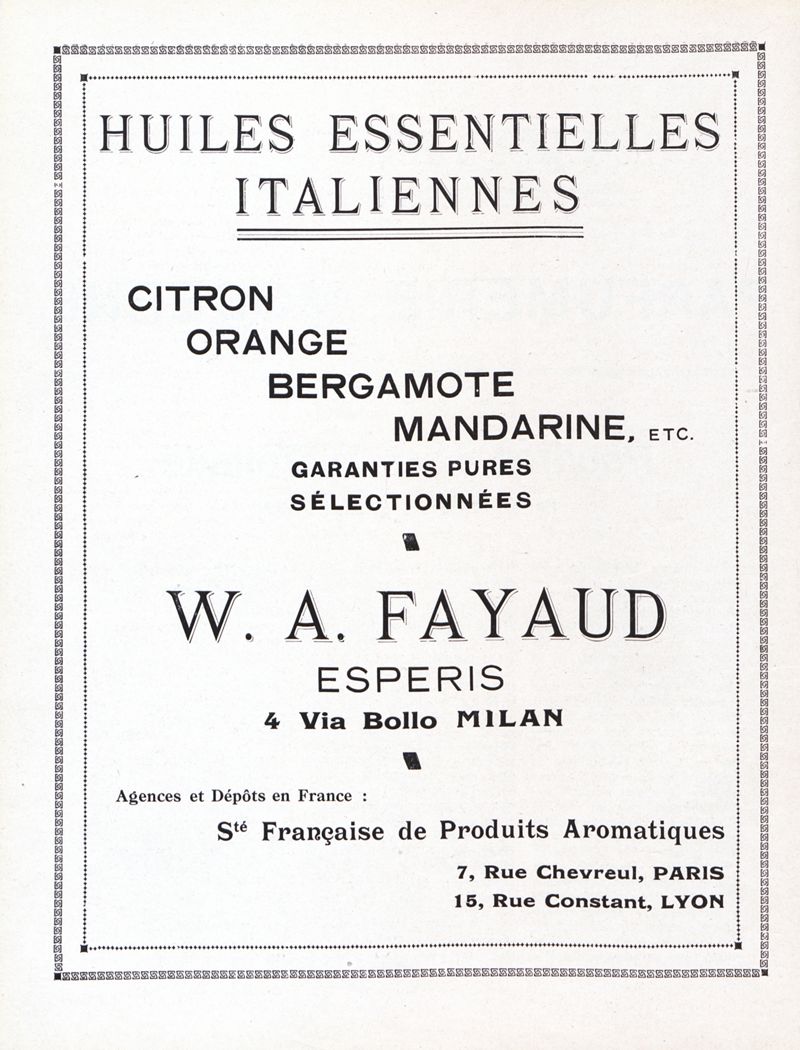 HUILES ESSENTIELLES
ITALIENNES
CITRON
ORANGE
BERGAMOTE
MANDARINE, ETC.
GARANTIES PURES
SÉLECTIONNÉES
W. A. FAYAUD
ESPERIS
4 Via Bollo MILAN
Agences et Dépôts en France :
Sté Française de Produits Aromatiques
7, Rue Chevreul, PARIS
15, Rue Constant, LYON